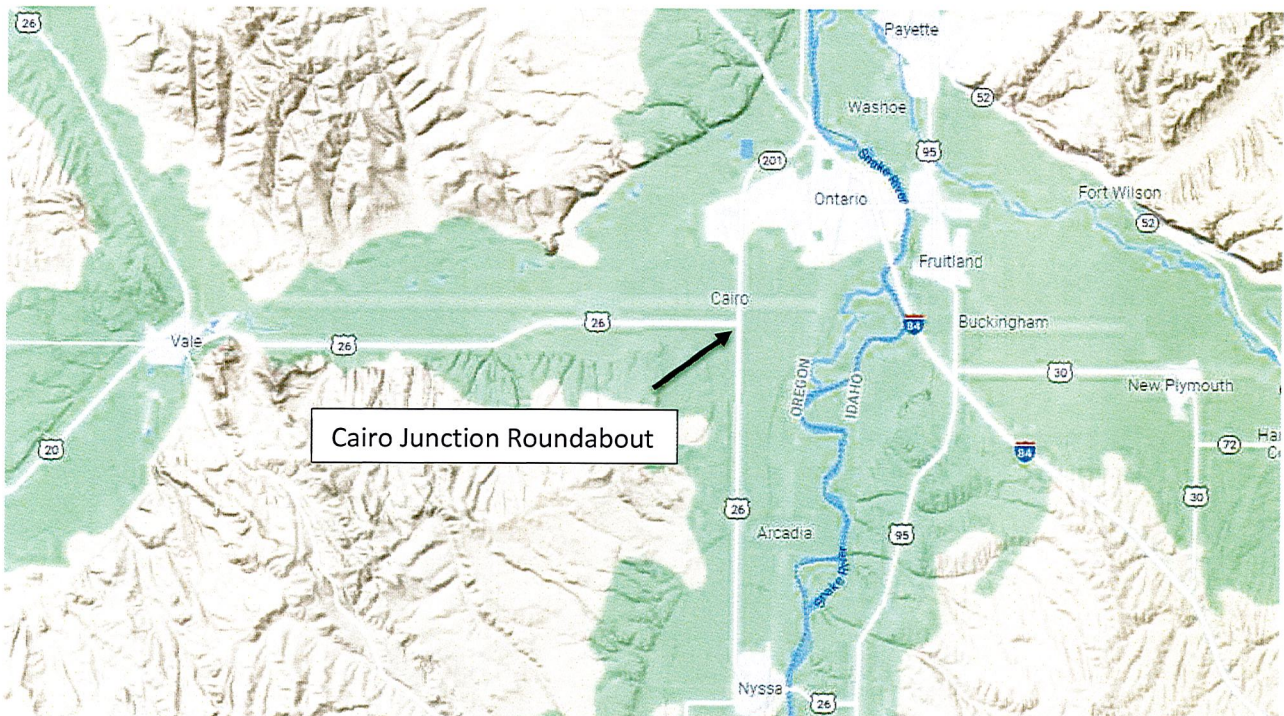 26
Payette
52
Washoe
95
201
Snake River
Ontario
Fort Wilson
52
Fruitland
Cairo
26
84
Buckingham
Vale
26
OREGON
IDAHO
30
New Plymouth
Cairo Junction Roundabout
20
84
72
26
30
Arcadia
95
Snake River
Nyssa
26